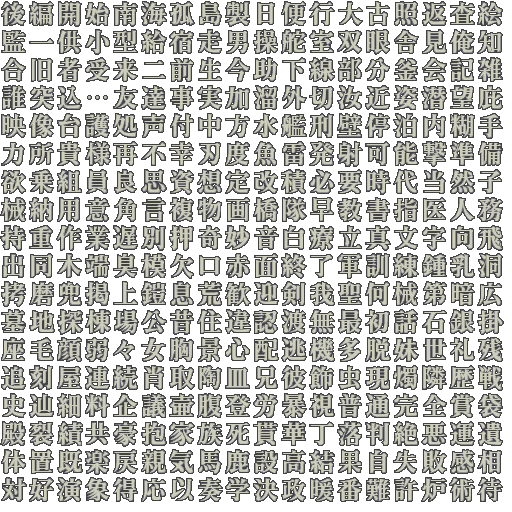 後編開始南海孤島製日便行大古照返査絵
監一供小型給宿走男操舵室双眼舎見俺知
合旧者受来二前生今助下線部分釜会記雑
誰突込…友達事実加溜外切汝近姿潜望庇
映像台護処声付中方水艦刑壁停泊内糊手
力所貴様再不幸刃度魚雷発射可能撃準備
欲乗組員良思資想定改積必要時代当然子
械納用意角言複物画橋隊早教書指医人務
持重作業遅別押奇妙音白療立真文字向飛
出図木端具模欠口赤面終了軍訓練鍾乳洞
拷磨兜掲上鎧息荒歓迎剣我聖何械第暗広
墓地探棟場公昔住違認渡無最初話石銀掛
座毛顔弱々女胸景心配逃機多脱妹世礼残
追刻屋連続肖取陶皿兄彼飾虫現燭隣歴戦
史辿細料企議壷腹登労暴視普通完全賞袋
殿裂績共豪抱家族死貰華丁落判絶悪運遺
体置既楽戻親気馬鹿設高結果自失敗感相
対好演象得応以奏学決政暖番難許炉術待